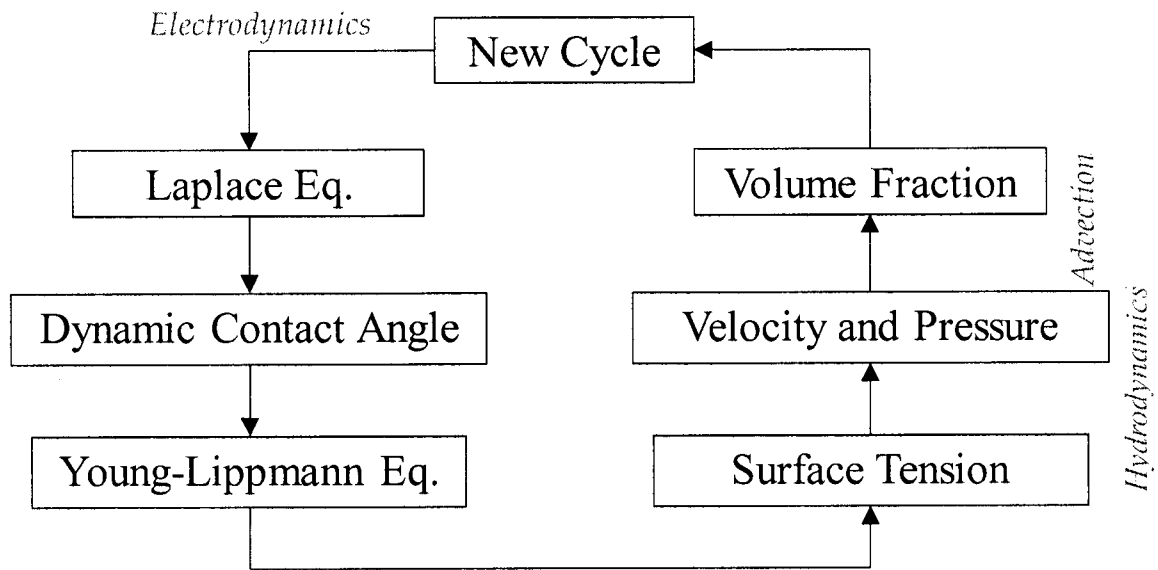 Electrodynamics
New Cycle
Laplace Eq.
Volume Fraction
Advection
Dynamic Contact Angle
Velocity and Pressure
Hydrodynamics
Young-Lippmann Eq.
Surface Tension